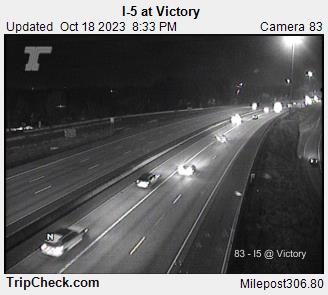 I-5 at Victory
Updated Oct 18 2023 8:33 PM Camera 83
T
N
83 - I5 @ Victory
TripCheck.com Milepost306.80